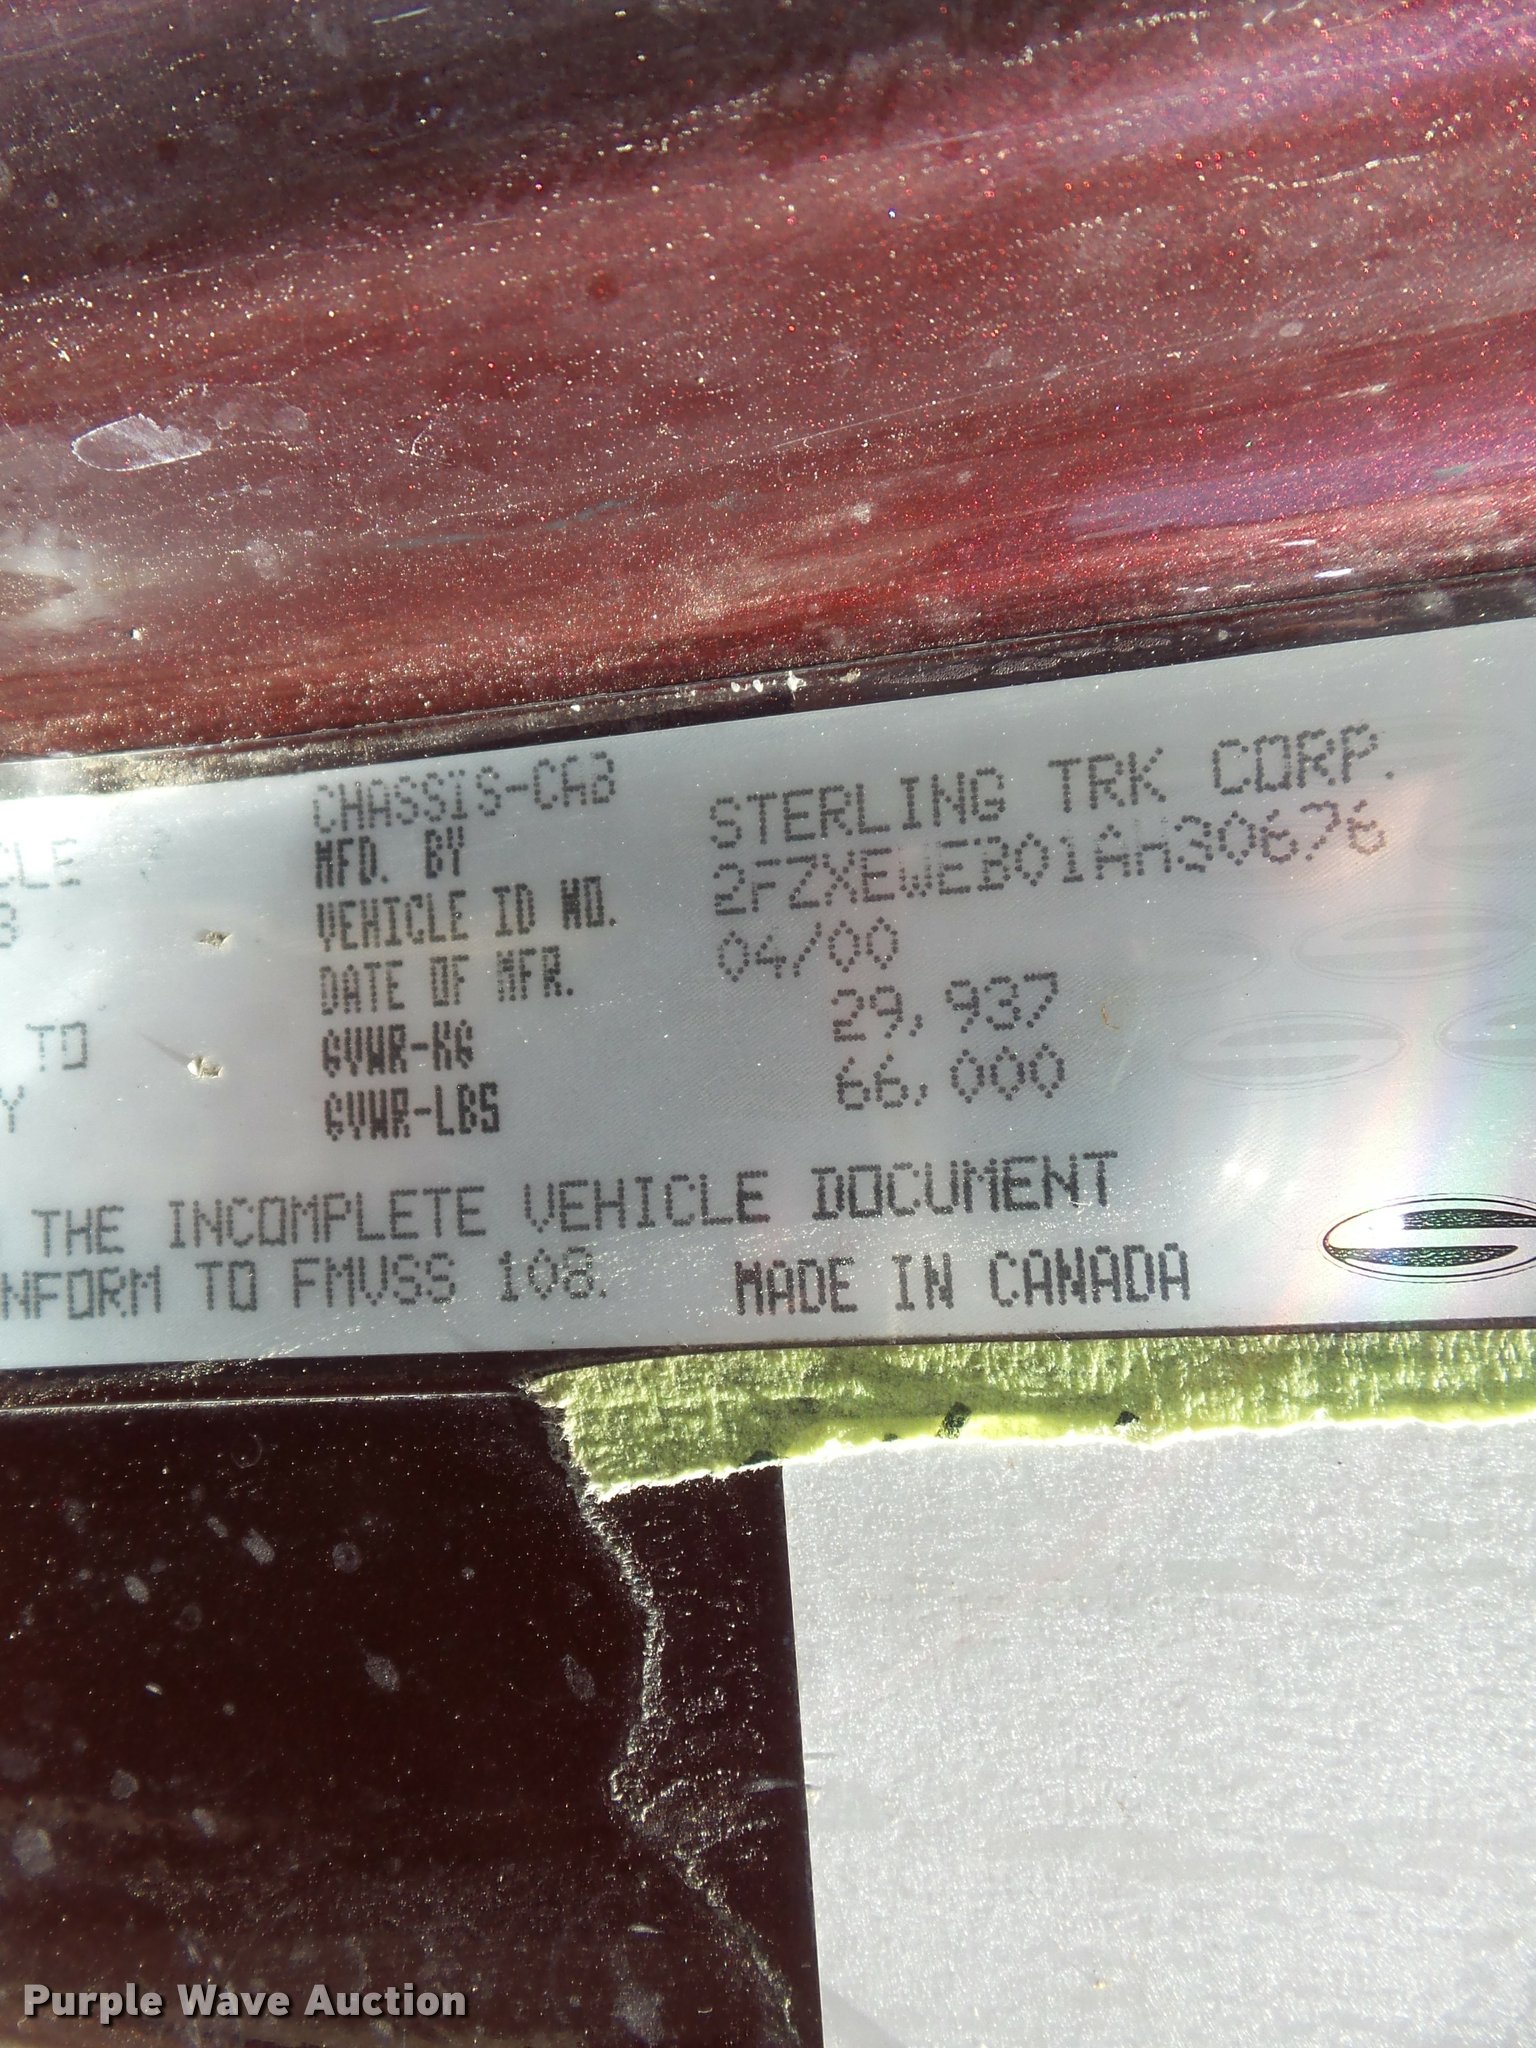 CHASSIS-CAB
CLE MFD. BY STERLING TRK CORP.
VEHICLE ID NO. 2FZXEWEB01AH30676
DATE OF MFR. 04/00
TO GVWR-KG 29,937
Y GVWR-LBS 66,000
THE INCOMPLETE VEHICLE DOCUMENT
NFORM TO FMVSS 108. MADE IN CANADA
Purple Wave Auction